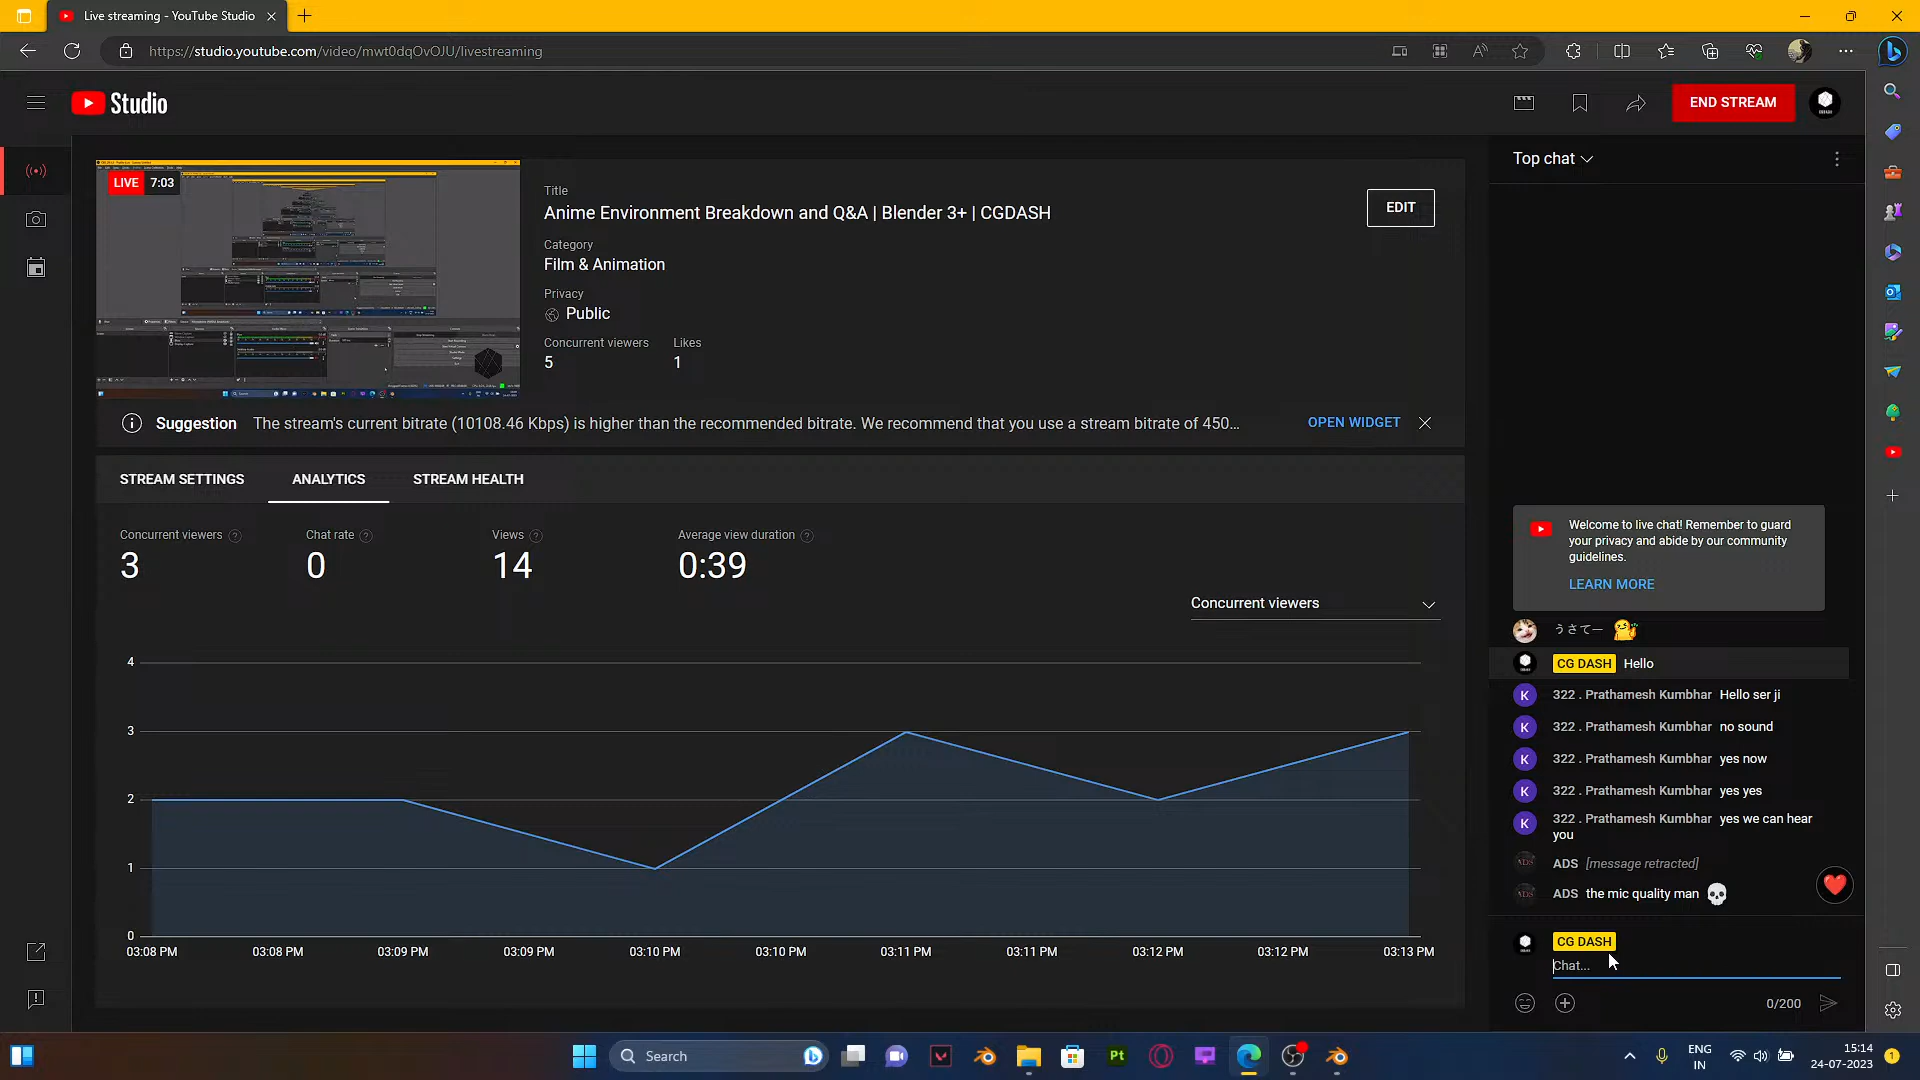 Live streaming - YouTube Studio
https://studio.youtube.com/video/mwt0dqOvOJU/livestreaming
Studio
END STREAM
LIVE 7:03
Title
Anime Environment Breakdown and Q&A | Blender 3+ | CGDASH
EDIT
Category
Film & Animation
Privacy
Public
Concurrent viewers Likes
5 1
Suggestion The stream's current bitrate (10108.46 Kbps) is higher than the recommended bitrate. We recommend that you use a stream bitrate of 450...
OPEN WIDGET
STREAM SETTINGS ANALYTICS STREAM HEALTH
Concurrent viewers Chat rate Views Average view duration
3 0 14 0:39
Concurrent viewers
4
3
2
1
0
03:08 PM 03:08 PM 03:09 PM 03:09 PM 03:10 PM 03:10 PM 03:11 PM 03:11 PM 03:12 PM 03:12 PM 03:13 PM
Top chat
Welcome to live chat! Remember to guard
your privacy and abide by our community
guidelines.
LEARN MORE
うさてー
CG DASH Hello
K 322 . Prathamesh Kumbhar Hello ser ji
K 322 . Prathamesh Kumbhar no sound
K 322 . Prathamesh Kumbhar yes now
K 322 . Prathamesh Kumbhar yes yes
K 322 . Prathamesh Kumbhar yes we can hear
you
ADS ADS [message retracted]
ADS ADS the mic quality man
CG DASH
Chat...
0/200
Search
Pt
ENG
IN
15:14
24-07-2023
1